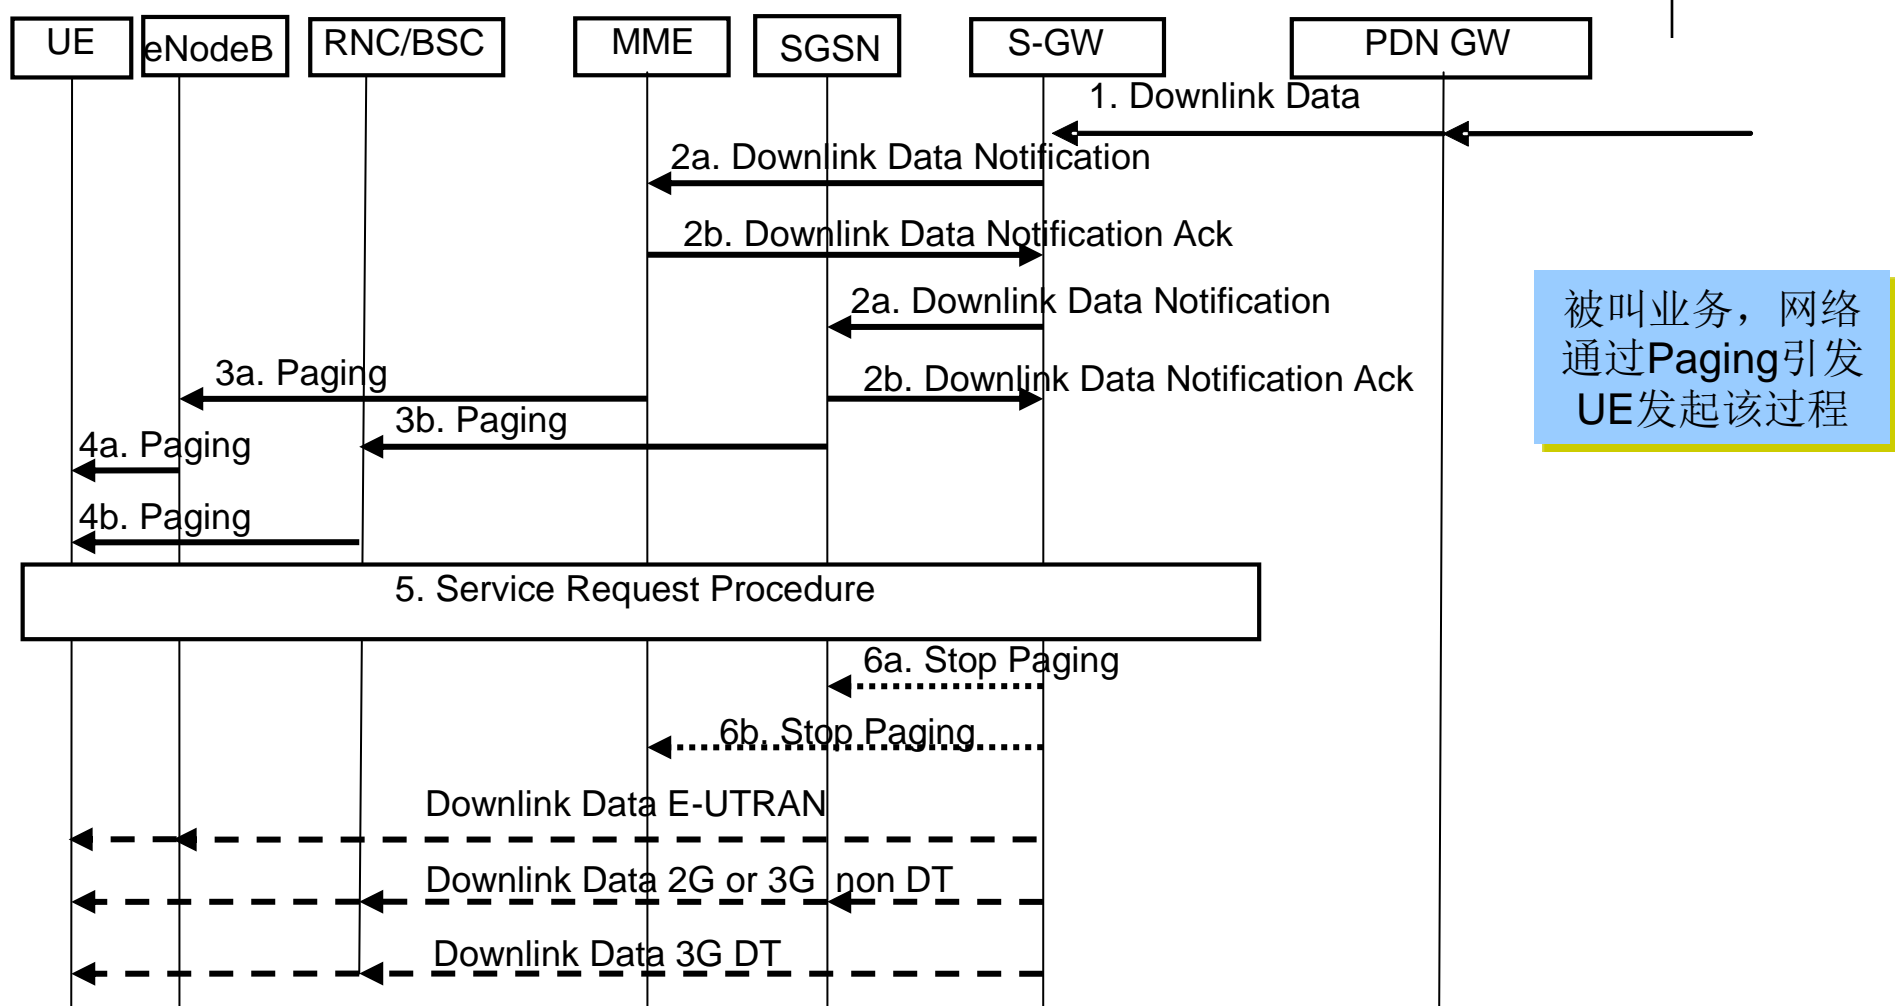 UE
eNodeB
RNC/BSC
MME
SGSN
S-GW
PDN GW
1. Downlink Data
2a. Downlink Data Notification
2b. Downlink Data Notification Ack
2a. Downlink Data Notification
被叫业务，网络
通过Paging引发
UE发起该过程
3a. Paging
2b. Downlink Data Notification Ack
3b. Paging
4a. Paging
4b. Paging
5. Service Request Procedure
6a. Stop Paging
6b. Stop Paging
Downlink Data E-UTRAN
Downlink Data 2G or 3G non DT
Downlink Data 3G DT